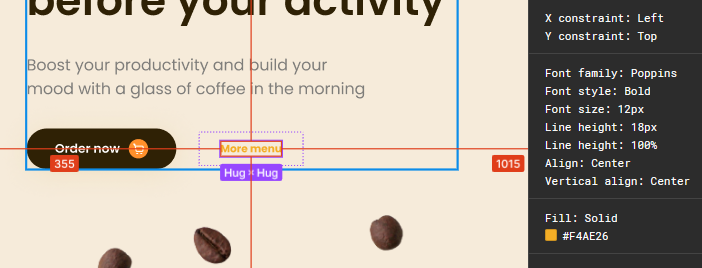 before your activity
Boost your productivity and build your
mood with a glass of coffee in the morning
Order now
More menu
355
1015
Hug × Hug
X constraint: Left
Y constraint: Top
Font family: Poppins
Font style: Bold
Font size: 12px
Line height: 18px
Line height: 100%
Align: Center
Vertical align: Center
Fill: Solid
#F4AE26